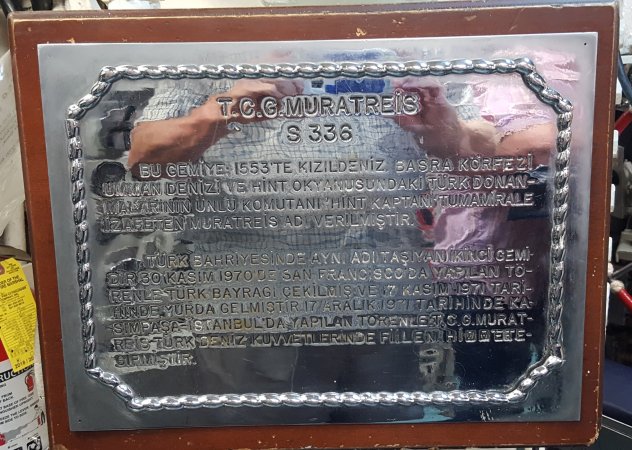 T.C.G.MURATREİS
S 336
BU GEMİYE, 1553'TE KIZILDENİZ, BASRA KÖRFEZİ
UMMAN DENİZİ VE HİNT OKYANUSUNDAKİ TÜRK DONAN-
MALARININ ÜNLÜ KOMUTANI "HİNT KAPTANI TUMAMİRALE
İZAFETEN MURATREİS ADI VERİLMİŞTİR.
TÜRK BAHRİYESİNDE AYNI ADI TAŞIYAN İKİNCİ GEMİ-
DİR. 30 KASIM 1970'DE SAN FRANCISCO'DA YAPILAN TÖ-
RENLE TÜRK BAYRAĞI ÇEKİLMİŞ VE 17 KASIM 1971 TARİ-
İNDE, YURDA GELMİŞTİR. 17 ARALIK 1971 TARİHİNDE KA-
SIMPAŞA-İSTANBUL'DA YAPILAN TÖRENLE T.C.G.MURAT-
REİS TÜRK DENİZ KUVVETLERİNDE FİİLEN HİZMETE
GİRMİŞTİR.